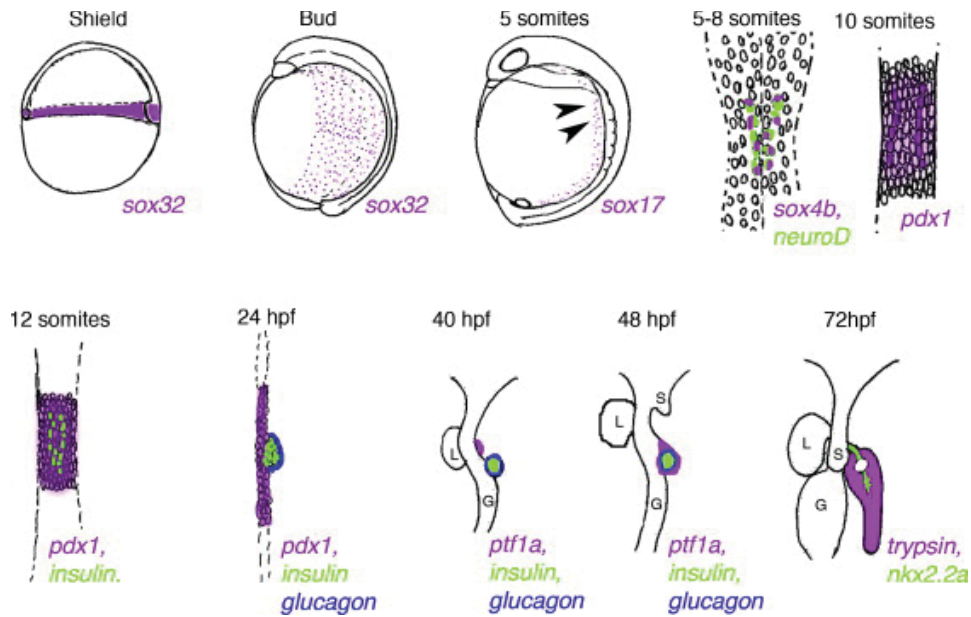 Shield
Bud
5 somites
5-8 somites
10 somites
sox32
sox32
sox17
sox4b,
neuroD
pdx1
12 somites
24 hpf
40 hpf
48 hpf
72hpf
L
G
L
S
G
L
S
G
pdx1,
insulin.
pdx1,
insulin
glucagon
ptf1a,
insulin,
glucagon
ptf1a,
insulin,
glucagon
trypsin,
nkx2.2a